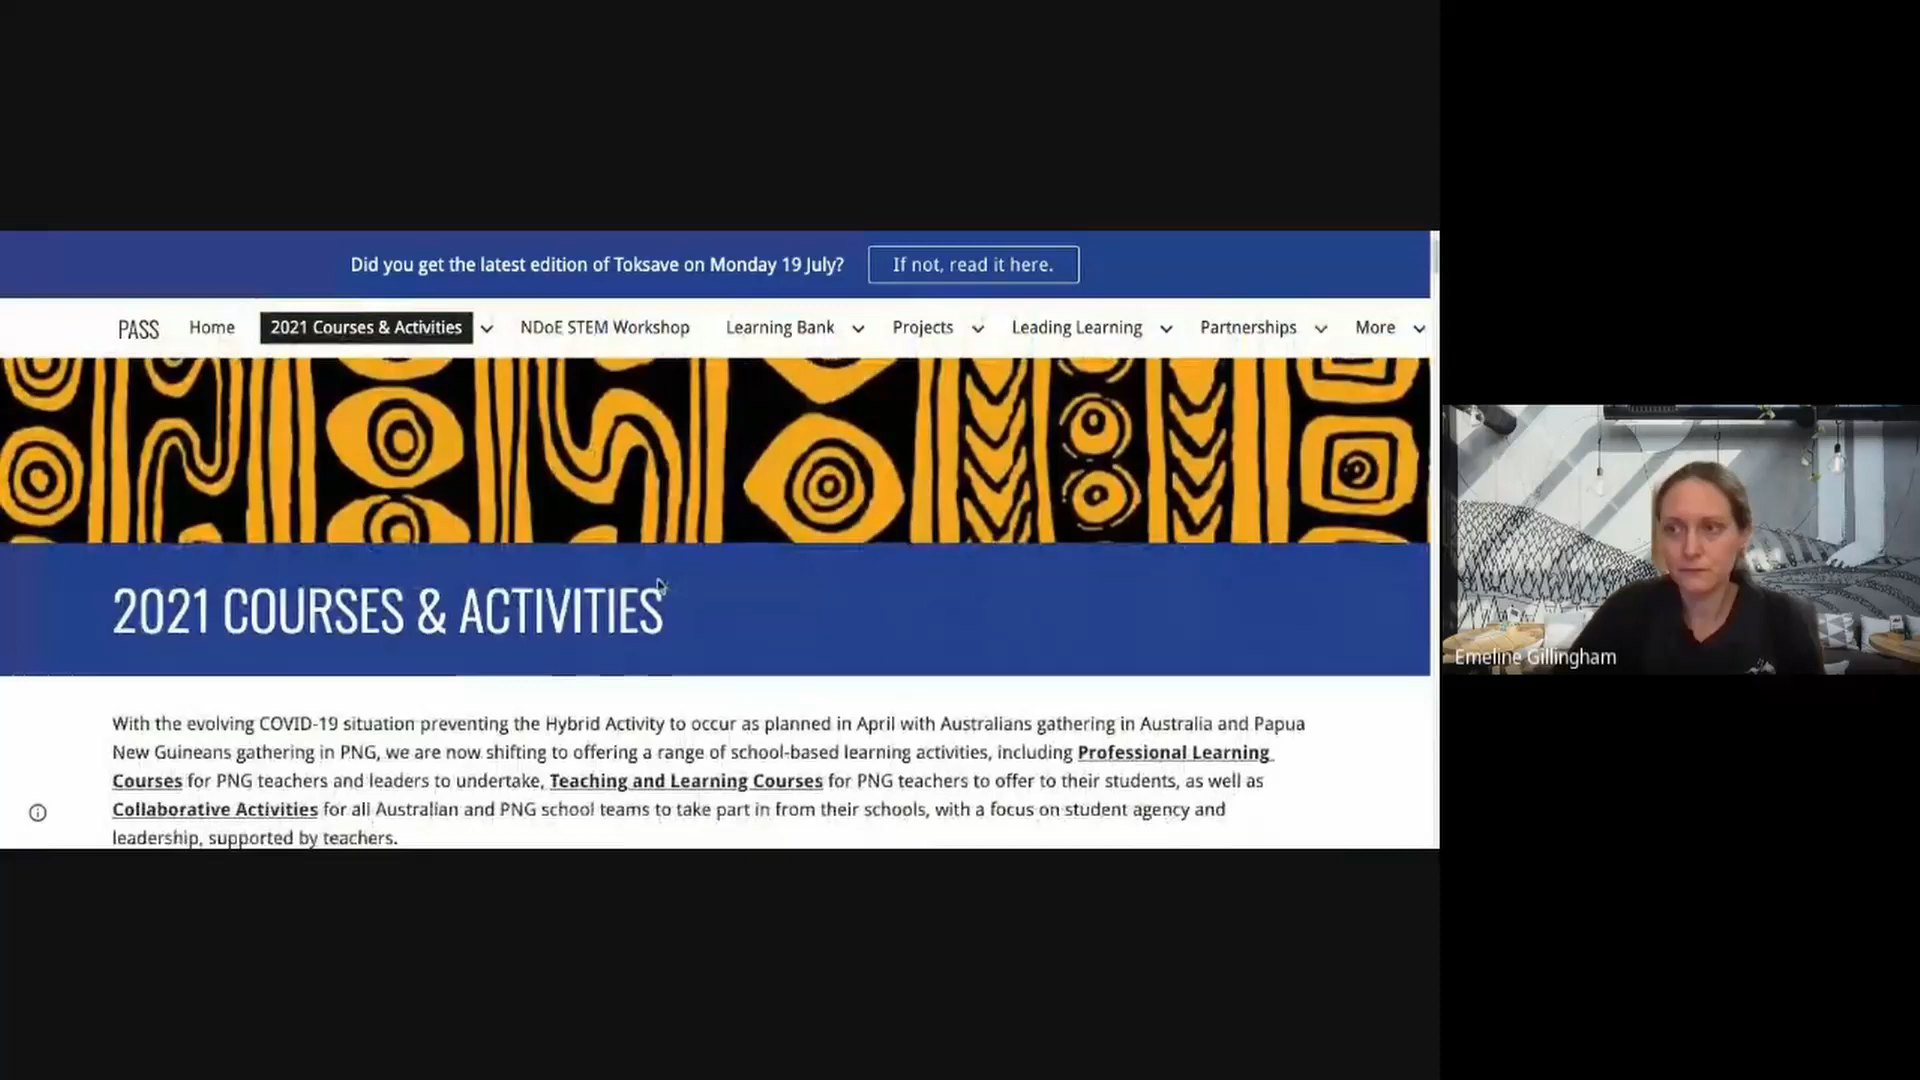 Did you get the latest edition of Toksave on Monday 19 July? If not, read it here.
PASS Home 2021 Courses & Activities NDoE STEM Workshop Learning Bank Projects Leading Learning Partnerships More
2021 COURSES & ACTIVITIES
With the evolving COVID-19 situation preventing the Hybrid Activity to occur as planned in April with Australians gathering in Australia and Papua
New Guineans gathering in PNG, we are now shifting to offering a range of school-based learning activities, including Professional Learning
Courses for PNG teachers and leaders to undertake, Teaching and Learning Courses for PNG teachers to offer to their students, as well as
Collaborative Activities for all Australian and PNG school teams to take part in from their schools, with a focus on student agency and
leadership, supported by teachers.
Emeline Gillingham